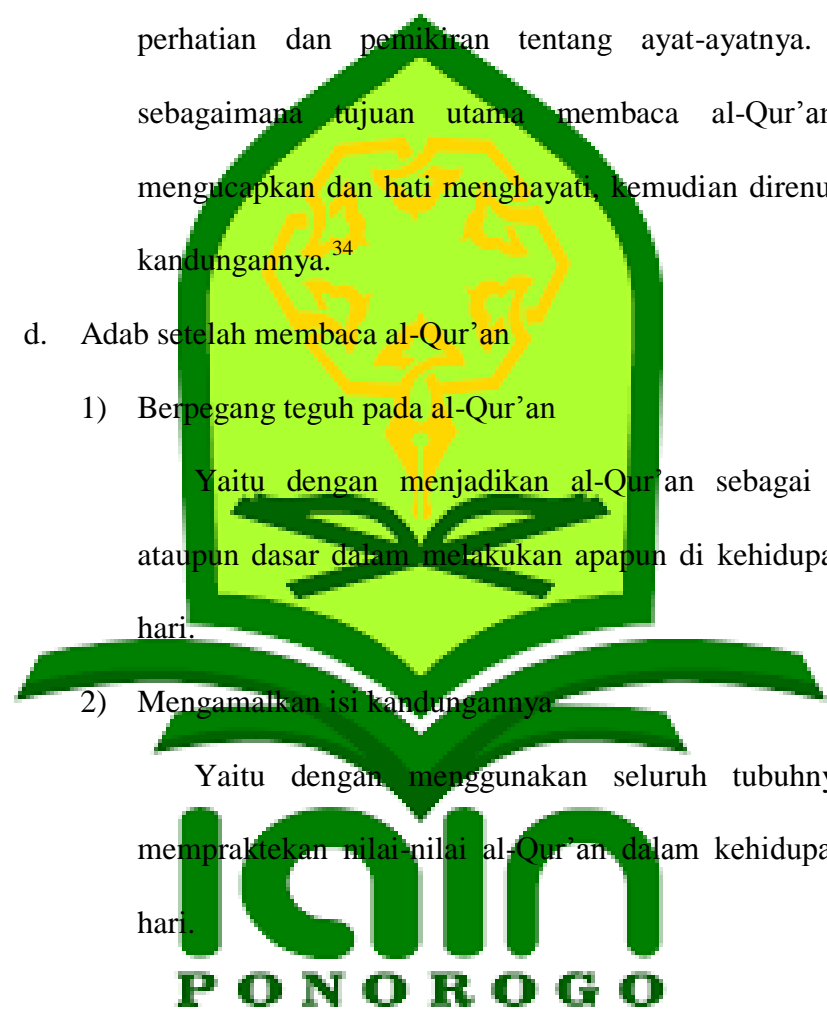 perhatian dan pemikiran tentang ayat-ayatnya.
sebagaimana tujuan utama membaca al-Qur’an
mengucapkan dan hati menghayati, kemudian direnu
kandungannya.34
d. Adab setelah membaca al-Qur’an
1) Berpegang teguh pada al-Qur’an
Yaitu dengan menjadikan al-Qur’an sebagai
ataupun dasar dalam melakukan apapun di kehidupa
hari.
2) Mengamalkan isi kandungannya
Yaitu dengan menggunakan seluruh tubuhny
mempraktekan nilai-nilai al-Qur’an dalam kehidupa
hari.
iain
PONOROGO